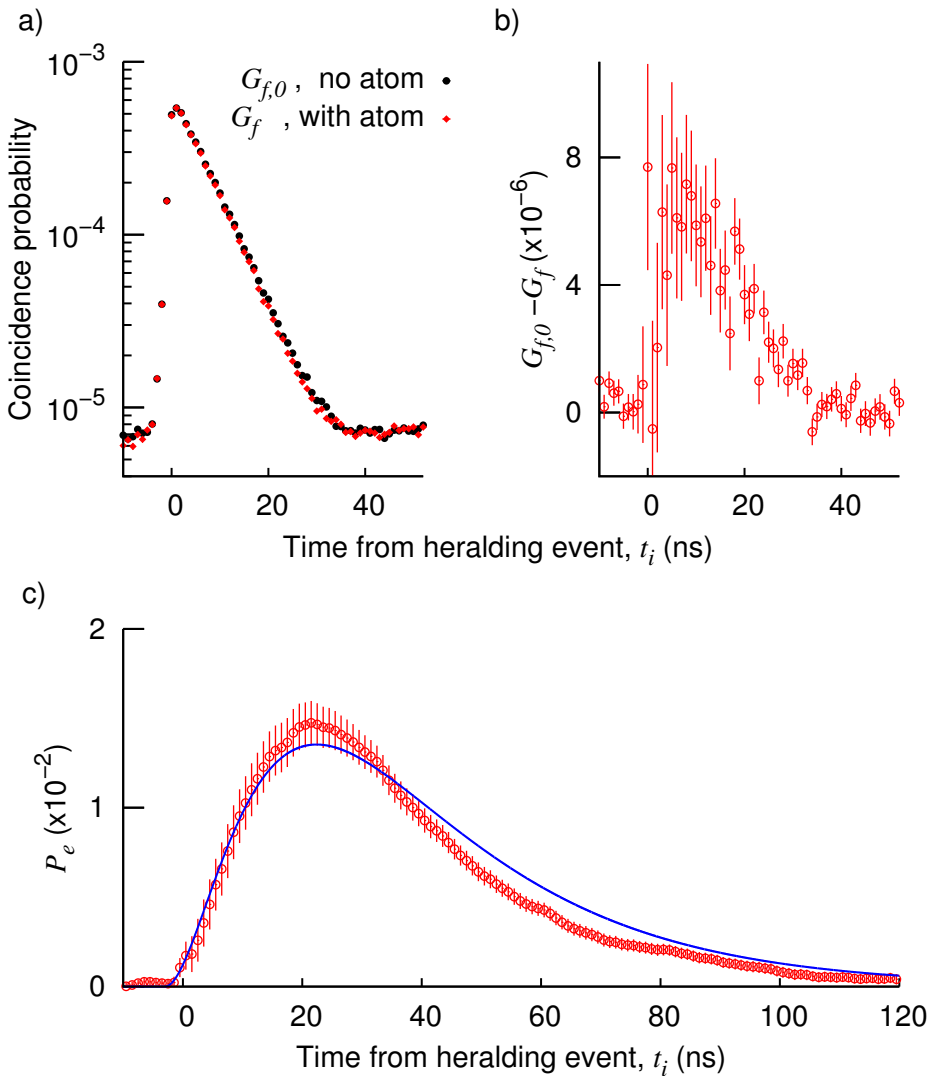 a)
b)
10⁻³
10⁻⁴
10⁻⁵
Coincidence probability
G_{f,0} , no atom
G_f , with atom
0 20 40
8
4
0
G_{f,0} −G_f (x10⁻⁶)
0 20 40
Time from heralding event, t_i (ns)
c)
2
1
0
P_e (x10⁻²)
0 20 40 60 80 100 120
Time from heralding event, t_i (ns)